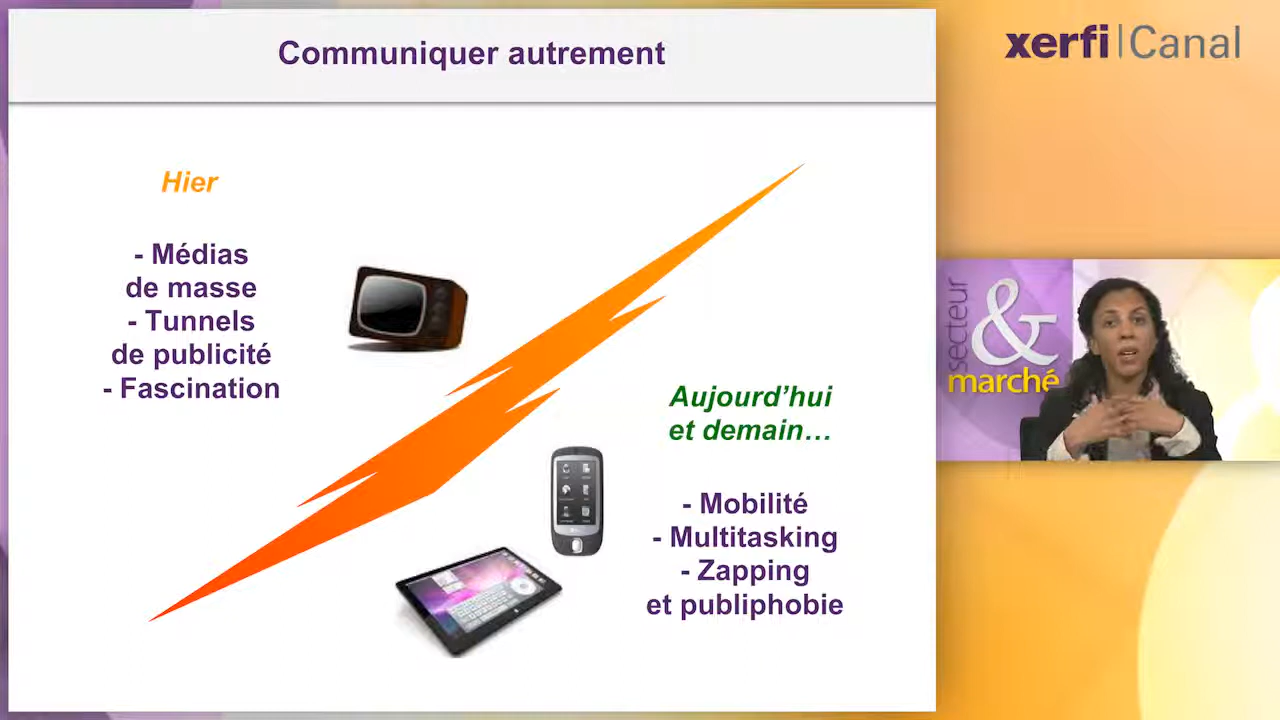 Communiquer autrement
xerfi | Canal
Hier
- Médias
de masse
- Tunnels
de publicité
- Fascination
Aujourd’hui
et demain…
- Mobilité
- Multitasking
- Zapping
et publiphobie
secteur
&
marché